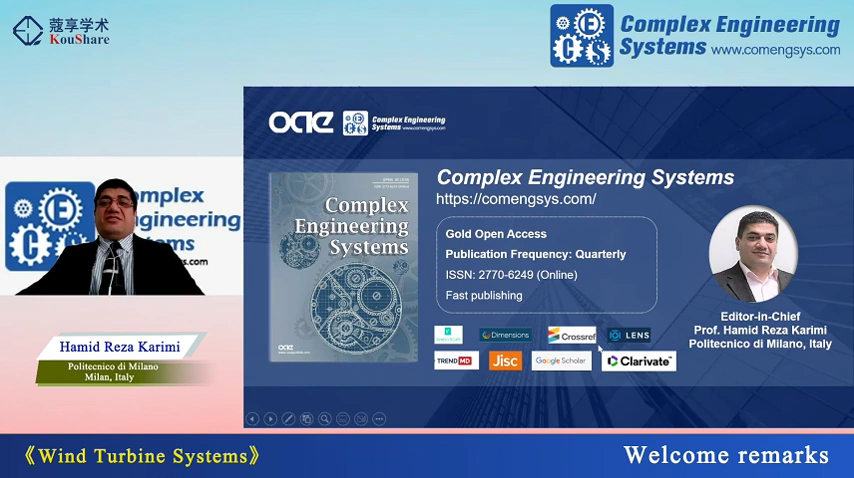 蔻享学术
KouShare
CES
Complex Engineering
Systems www.comengsys.com
OAE
Complex Engineering
Systems www.comengsys.com
OPEN ACCESS
Complex
Engineering
Systems
OAE
Complex Engineering Systems
https://comengsys.com/
Gold Open Access
Publication Frequency: Quarterly
ISSN: 2770-6249 (Online)
Fast publishing
Dimensions
Crossref
LENS
TREND MD
Jisc
Google Scholar
Clarivate™
Editor-in-Chief
Prof. Hamid Reza Karimi
Politecnico di Milano, Italy
CES
omplex
ngineering
stems
s.com
Hamid Reza Karimi
Politecnico di Milano
Milan, Italy
《Wind Turbine Systems》
Welcome remarks